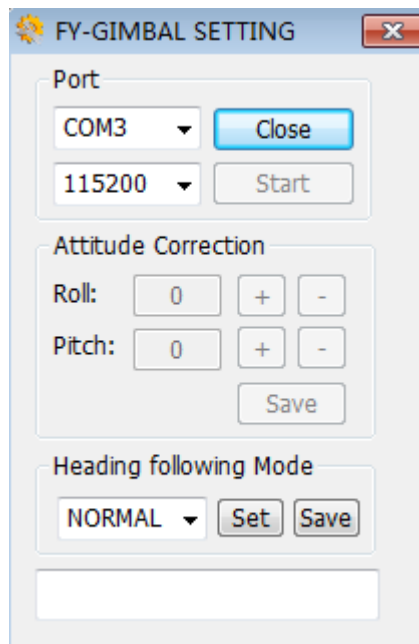 FY-GIMBAL SETTING
Port
COM3 Close
115200 Start
Attitude Correction
Roll: 0 + -
Pitch: 0 + -
Save
Heading following Mode
NORMAL Set Save